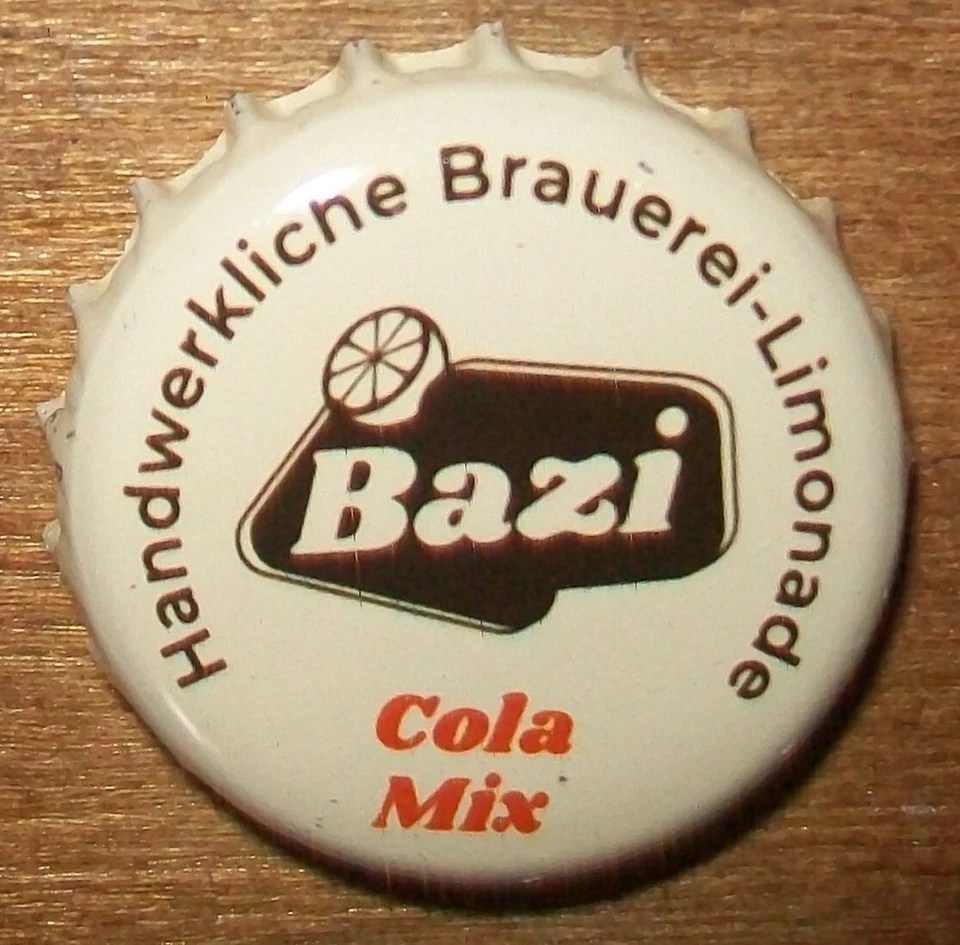 Handwerkliche Brauerei-Limonade
Bazi
Cola
Mix